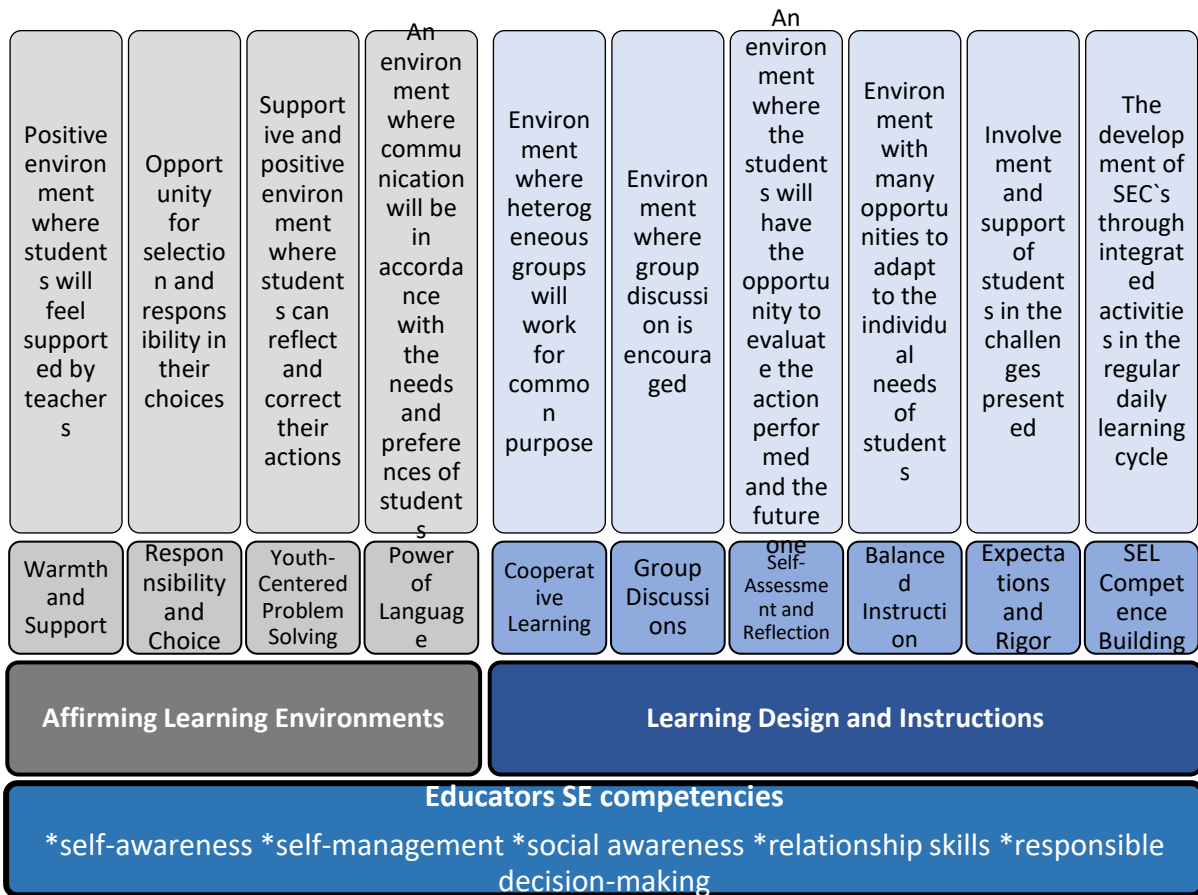 Positive
environ
ment
where
student
s will
feel
support
ed by
teacher
s
Opport
unity
for
selectio
n and
respons
ibility in
their
choices
Support
ive and
positive
environ
ment
where
student
s can
reflect
and
correct
their
actions
An
environ
ment
where
commu
nication
will be
in
accorda
nce
with
the
needs
and
prefere
nces of
student
s
Environ
ment
where
heterog
eneous
groups
will
work
for
commo
n
purpose
Environ
ment
where
group
discussi
on is
encoura
ged
An
environ
ment
where
the
student
s will
have
the
opportu
nity to
evaluat
e the
action
perfor
med
and the
future
one
Environ
ment
with
many
opportu
nities to
adapt
to the
individu
al
needs
of
student
s
Involve
ment
and
support
of
student
s in the
challen
ges
present
ed
The
develop
ment of
SEC`s
through
integrat
ed
activitie
s in the
regular
daily
learning
cycle
Warmth
and
Support
Respon
nsibility
and
Choice
Youth-
Centered
Problem
Solving
Power
of
Languag
e
Cooperat
ive
Learning
Group
Discussi
ons
Self-
Assessme
nt and
Reflection
Balance
d
Instructi
on
Expecta
tions
and
Rigor
SEL
Compet
ence
Building
Affirming Learning Environments
Learning Design and Instructions
Educators SE competencies
*self-awareness *self-management *social awareness *relationship skills *responsible
decision-making